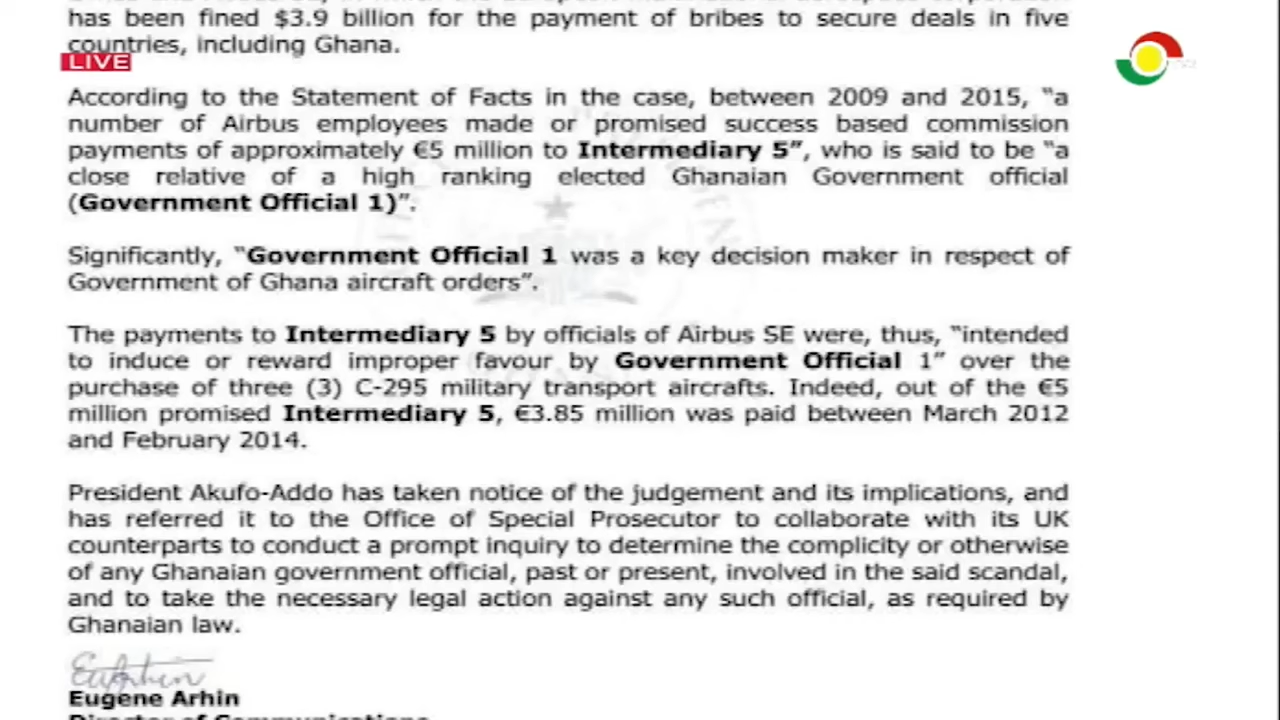 has been fined $3.9 billion for the payment of bribes to secure deals in five
countries, including Ghana.
LIVE
According to the Statement of Facts in the case, between 2009 and 2015, “a
number of Airbus employees made or promised success based commission
payments of approximately €5 million to Intermediary 5”, who is said to be “a
close relative of a high ranking elected Ghanaian Government official
(Government Official 1)”.
Significantly, “Government Official 1 was a key decision maker in respect of
Government of Ghana aircraft orders”.
The payments to Intermediary 5 by officials of Airbus SE were, thus, “intended
to induce or reward improper favour by Government Official 1” over the
purchase of three (3) C-295 military transport aircrafts. Indeed, out of the €5
million promised Intermediary 5, €3.85 million was paid between March 2012
and February 2014.
President Akufo-Addo has taken notice of the judgement and its implications, and
has referred it to the Office of Special Prosecutor to collaborate with its UK
counterparts to conduct a prompt inquiry to determine the complicity or otherwise
of any Ghanaian government official, past or present, involved in the said scandal,
and to take the necessary legal action against any such official, as required by
Ghanaian law.
Eugene Arhin
Director of Communications